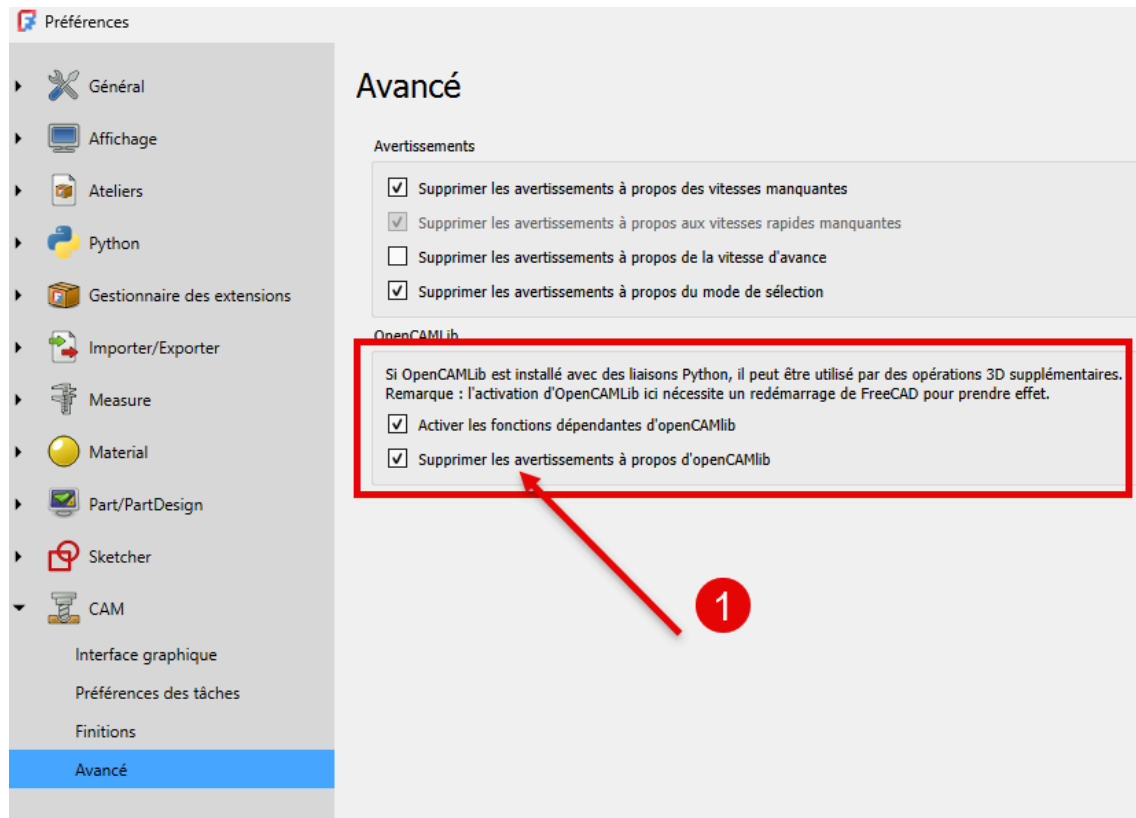 Préférences
Général
Affichage
Ateliers
Python
Gestionnaire des extensions
Importer/Exporter
Measure
Material
Part/PartDesign
Sketcher
CAM
Interface graphique
Préférences des tâches
Finitions
Avancé
Avancé
Avertissements
Supprimer les avertissements à propos des vitesses manquantes
Supprimer les avertissements à propos aux vitesses rapides manquantes
Supprimer les avertissements à propos de la vitesse d'avance
Supprimer les avertissements à propos du mode de sélection
OpenCAMLib
Si OpenCAMLib est installé avec des liaisons Python, il peut être utilisé par des opérations 3D supplémentaires.
Remarque : l'activation d'OpenCAMLib ici nécessite un redémarrage de FreeCAD pour prendre effet.
Activer les fonctions dépendantes d'openCAMlib
Supprimer les avertissements à propos d'openCAMlib
1